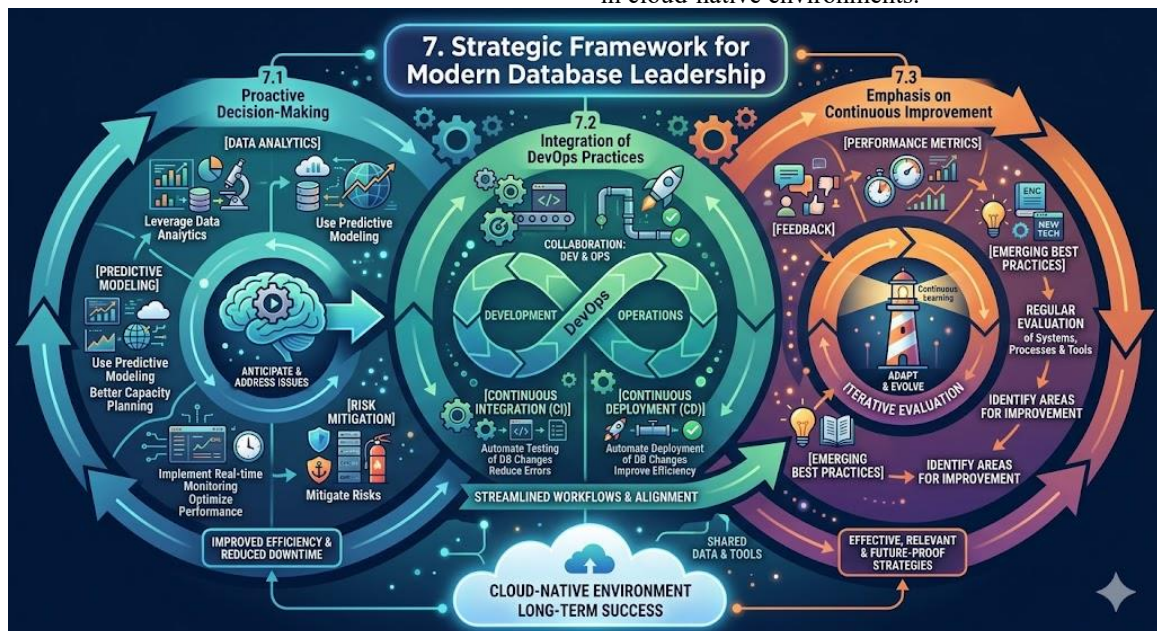 in cloud-native environments.
7. Strategic Framework for
Modern Database Leadership
7.1
Proactive
Decision-Making
[DATA ANALYTICS]
Leverage Data
Analytics
Use Predictive
Modeling
[PREDICTIVE
MODELING]
Use Predictive
Modeling
Better Capacity
Planning
ANTICIPATE &
ADDRESS ISSUES
[RISK
MITIGATION]
Implement Real-time
Monitoring
Optimize
Performance
Mitigate Risks
IMPROVED EFFICIENCY &
REDUCED DOWNTIME
7.2
Integration of
DevOps Practices
</>
COLLABORATION:
DEV & OPS
DEVELOPMENT
DevOps
OPERATIONS
[CONTINUOUS
INTEGRATION (CI)]
</>
Automate Testing
of DB Changes
Reduce Errors
[CONTINUOUS
DEPLOYMENT (CD)]
Automate Deployment
of DB Changes
Improve Efficiency
STREAMLINED WORKFLOWS & ALIGNMENT
7.3
Emphasis on
Continuous Improvement
[PERFORMANCE METRICS]
[FEEDBACK]
ENC
NEW
TECH
[EMERGING BEST
PRACTICES]
Continuous
Learning
REGULAR
EVALUATION
of Systems,
Processes & Tools
ADAPT
& EVOLVE
ITERATIVE EVALUATION
IDENTIFY AREAS
FOR IMPROVEMENT
[EMERGING
BEST PRACTICES]
IDENTIFY AREAS
FOR IMPROVEMENT
SHARED
DATA & TOOLS
EFFECTIVE, RELEVANT
& FUTURE-PROOF
STRATEGIES
CLOUD-NATIVE ENVIRONMENT
LONG-TERM SUCCESS